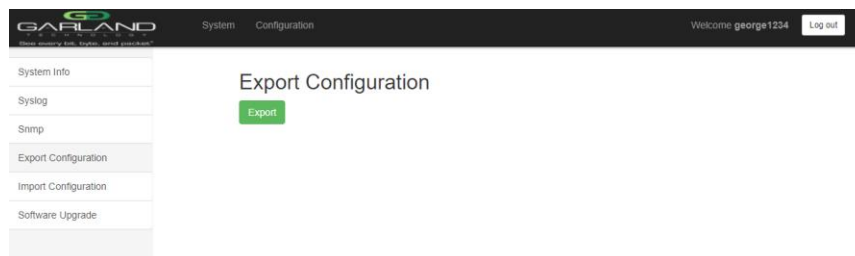 GARLAND
TECHNOLOGY
See every bit, byte, and packet®
System Configuration
Welcome george1234 Log out
System Info
Syslog
Snmp
Export Configuration
Import Configuration
Software Upgrade
Export Configuration
Export